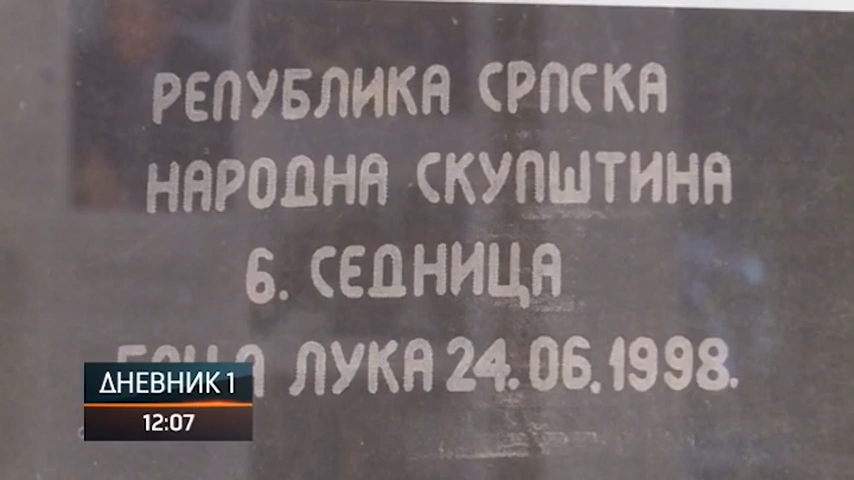 РЕПУБЛИКА СРПСКА
НАРОДНА СКУПШТИНА
6. СЕДНИЦА
ЛУКА 24.06.1998.
ДНЕВНИК 1
12:07